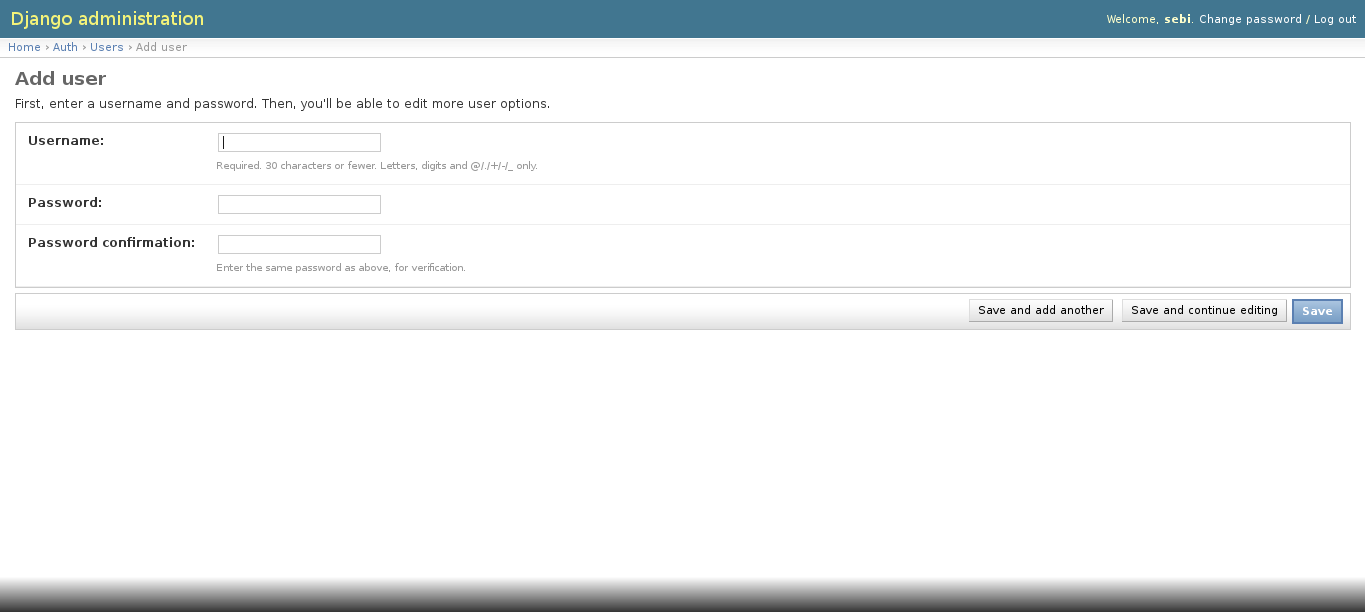 Django administration
Welcome, sebi. Change password / Log out
Home › Auth › Users › Add user
Add user
First, enter a username and password. Then, you'll be able to edit more user options.
Username:
Required. 30 characters or fewer. Letters, digits and @/./+/-/_ only.
Password:
Password confirmation:
Enter the same password as above, for verification.
Save and add another Save and continue editing Save